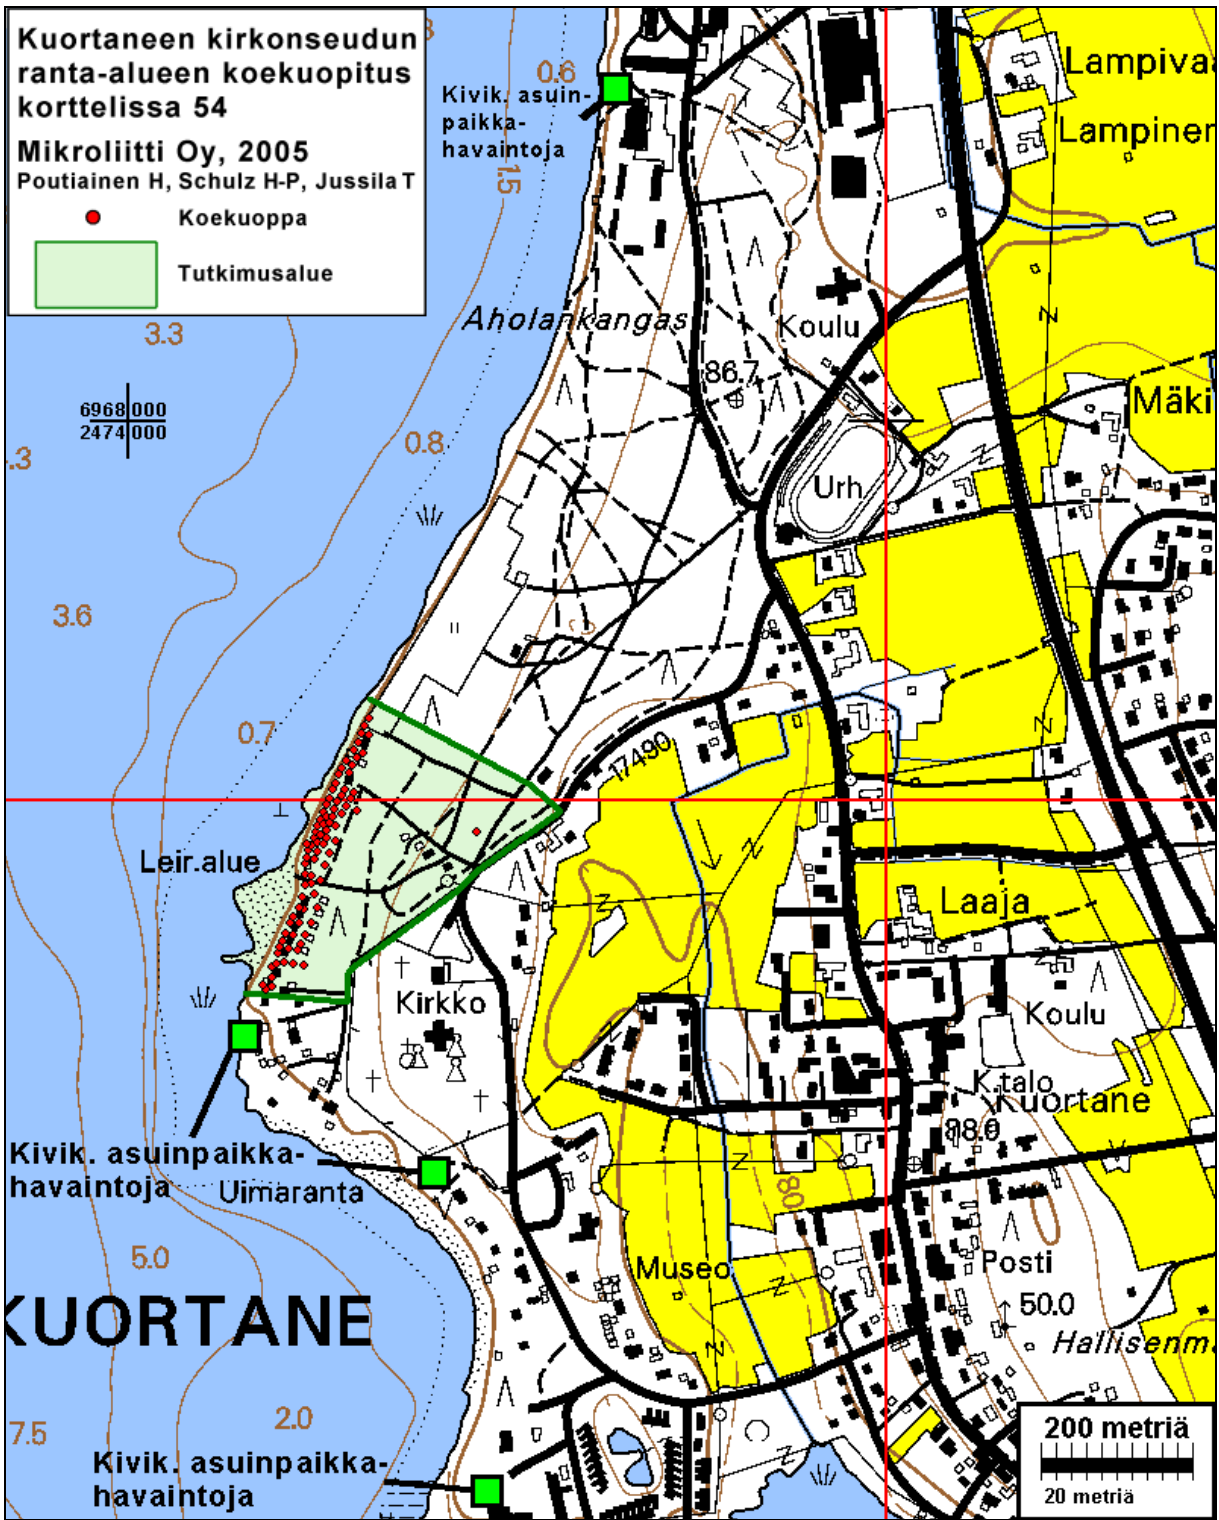 Kuortaneen kirkonseudun
ranta-alueen koekuopitus
korttelissa 54
Mikroliitti Oy, 2005
Poutiainen H, Schulz H-P, Jussila T
Koekuoppa
Tutkimusalue
3
0.6
Kivik. asuin-
paikka-
havaintoja
1.5
Lampivaa
Lampinen
Aholankangas
Koulu
3.3
86.7
Mäki
6968 000
2474 000
.3
0.8
Urh
3.6
0.7
17490
Leir.alue
Laaja
Kirkko
Koulu
K.talo
Kuortane
88.0
Kivik. asuinpaikka-
havaintoja
Uimaranta
80
5.0
Museo
Posti
KUORTANE
50.0
Hallisenm
2.0
7.5
Kivik. asuinpaikka-
havaintoja
200 metriä
20 metriä